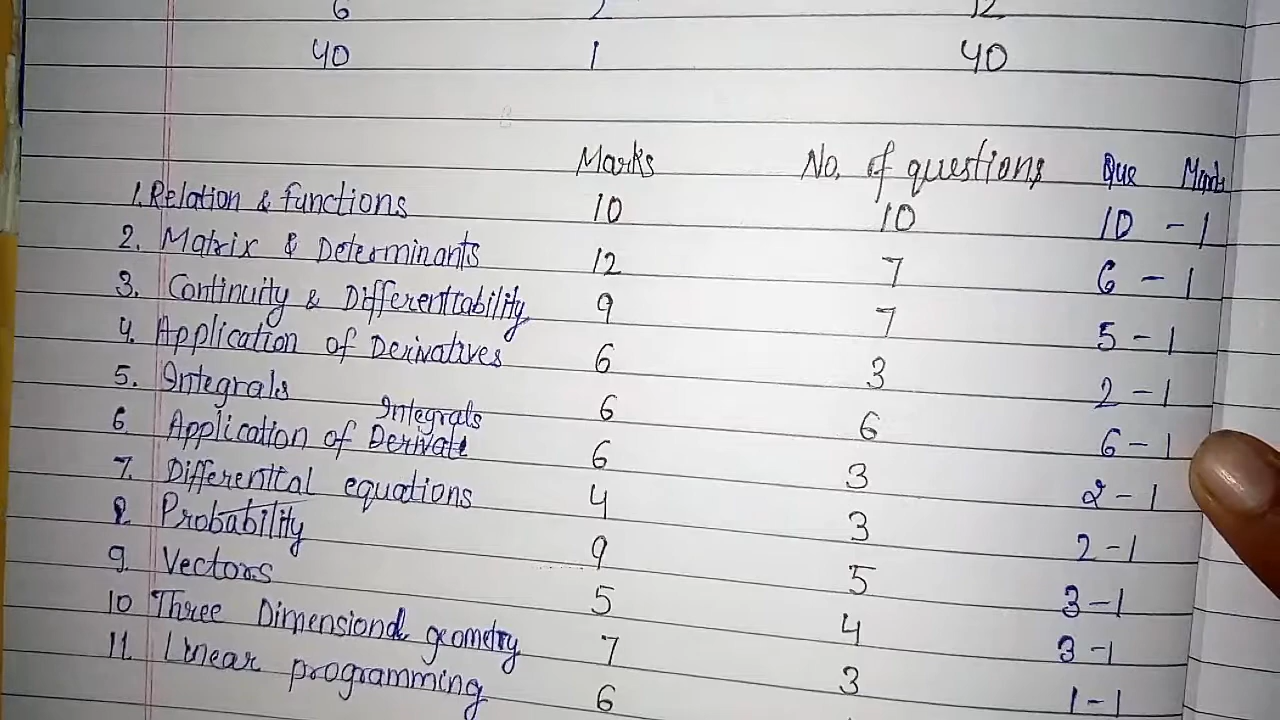 6 2 12
40 1 40
Marks No. of questions Que Marks
1. Relation & functions 10 10 10 - 1
2. Matrix & Determinants 12 7 6 - 1
3. Continuity & Differentiability 9 7 5 - 1
4. Application of Derivatives 6 3 2 - 1
5. Integrals 6 6 6 - 1
Integrals
6 Application of Derivate 6 3 2 - 1
7. Differential equations 4 3 2 - 1
8 Probability 9 5 3 - 1
9. Vectors 5 4 3 - 1
10 Three Dimensional geometry 7 3 1 - 1
11. Linear programming 6